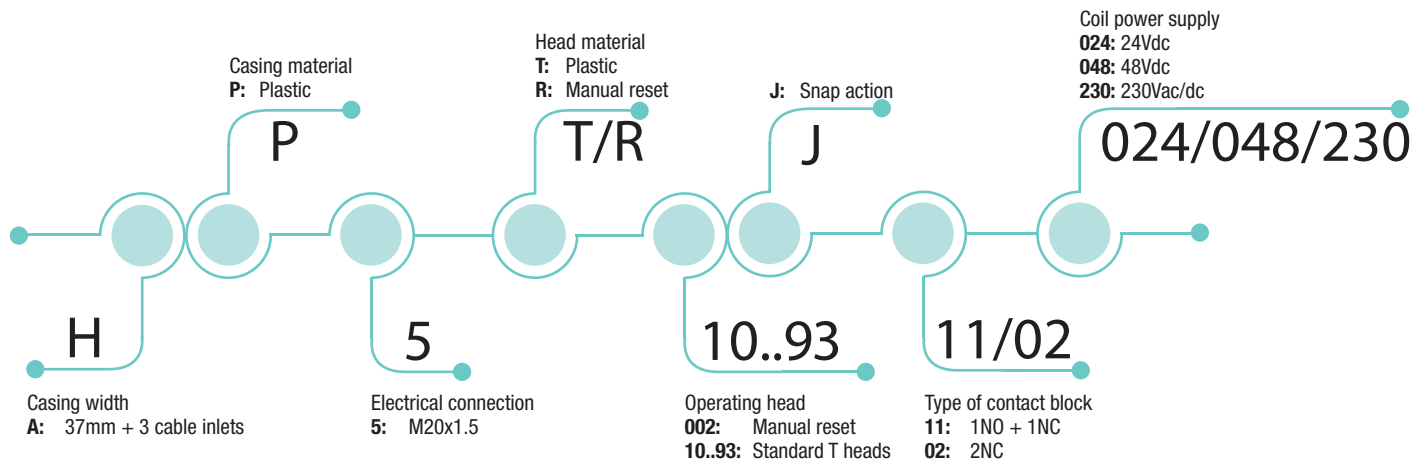 Coil power supply
024: 24Vdc
048: 48Vdc
230: 230Vac/dc
Head material
T: Plastic
R: Manual reset
Casing material
P: Plastic
J: Snap action
P
T/R
J
024/048/230
H
5
10..93
11/02
Casing width
A: 37mm + 3 cable inlets
Electrical connection
5: M20x1.5
Operating head
002: Manual reset
10..93: Standard T heads
Type of contact block
11: 1NO + 1NC
02: 2NC